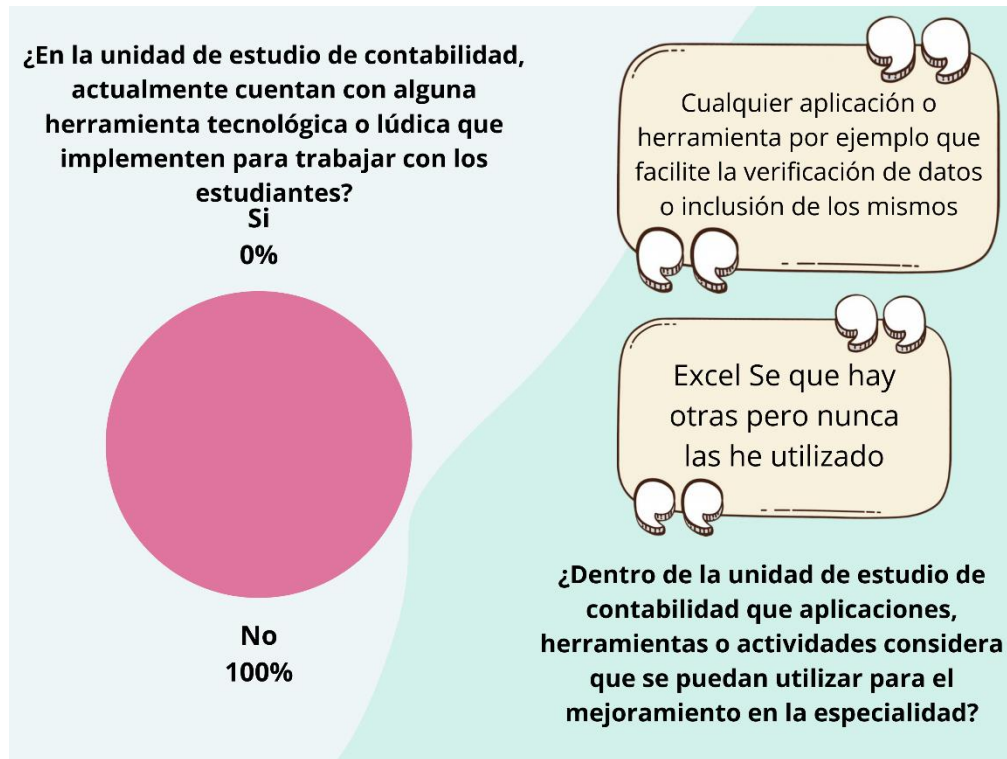 ¿En la unidad de estudio de contabilidad,
actualmente cuentan con alguna
herramienta tecnológica o lúdica que
implementen para trabajar con los
estudiantes?
Si
0%
No
100%
Cualquier aplicación o
herramienta por ejemplo que
facilite la verificación de datos
o inclusión de los mismos
Excel Se que hay
otras pero nunca
las he utilizado
¿Dentro de la unidad de estudio de
contabilidad que aplicaciones,
herramientas o actividades considera
que se puedan utilizar para el
mejoramiento en la especialidad?